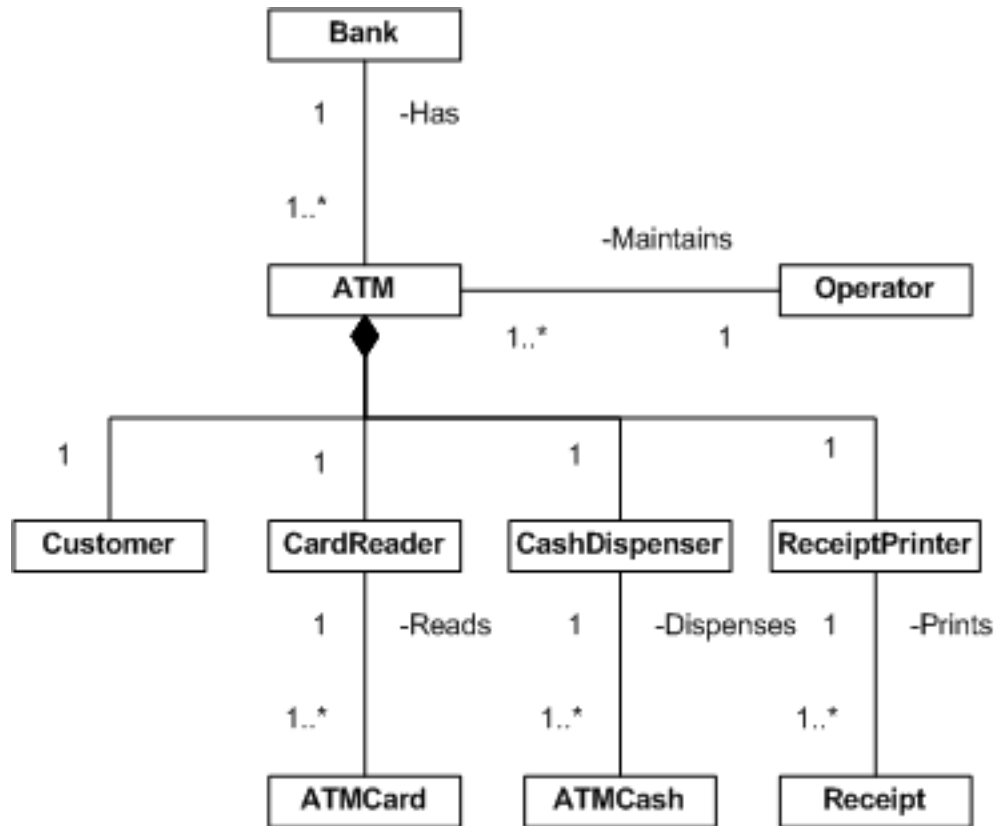 Bank
1 -Has
1..*
-Maintains
ATM Operator
1..* 1
1 1 1 1
Customer CardReader CashDispenser ReceiptPrinter
1 -Reads 1 -Dispenses 1 -Prints
1..* 1..* 1..*
ATMCard ATMCash Receipt